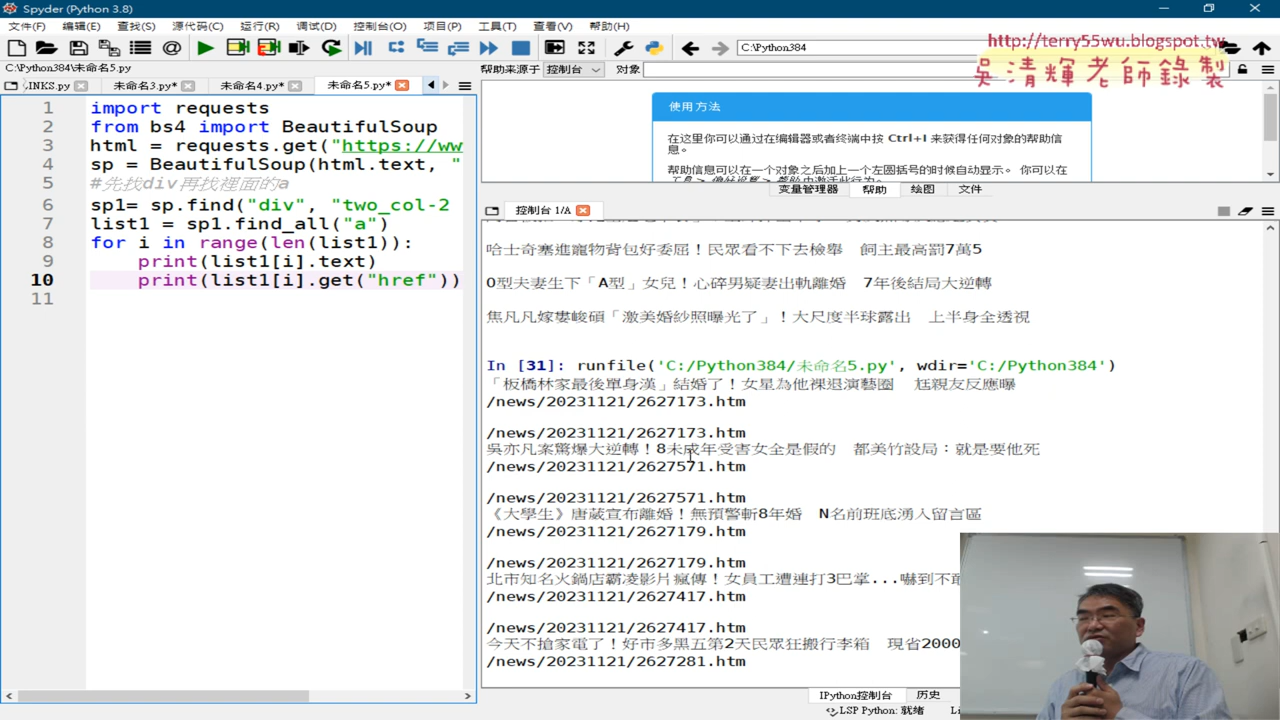 Spyder (Python 3.8)
文件(F) 编辑(E) 查找(S) 源代码(C) 运行(R) 调试(D) 控制台(O) 项目(P) 工具(T) 查看(V) 帮助(H)
C:\Python384
http://terry55wu.blogspot.tw
吳清輝老師錄製
C:\Python384\未命名5.py
帮助来源于 控制台 对象
INKS.py 未命名3.py* 未命名4.py* 未命名5.py*
1 import requests
2 from bs4 import BeautifulSoup
3 html = requests.get("https://ww
4 sp = BeautifulSoup(html.text, "
5 #先找div再找裡面的a
6 sp1= sp.find("div", "two_col-2
7 list1 = sp1.find_all("a")
8 for i in range(len(list1)):
9 print(list1[i].text)
10 print(list1[i].get("href"))
11
使用方法
在这里你可以通过在编辑器或者终端中按 Ctrl+I 来获得任何对象的帮助信息。
帮助信息可以在一个对象之后加上一个左圆括号的时候自动显示。 你可以在
变量管理器 帮助 绘图 文件
控制台 1/A
哈士奇塞進寵物背包好委屈！民眾看不下去檢舉 飼主最高罰7萬5
O型夫妻生下「A型」女兒！心碎男疑妻出軌離婚 7年後結局大逆轉
焦凡凡嫁婁峻碩「激美婚紗照曝光了」！大尺度半球露出 上半身全透視
In [31]: runfile('C:/Python384/未命名5.py', wdir='C:/Python384')
「板橋林家最後單身漢」結婚了！女星為他裸退演藝圈 尪親友反應曝
/news/20231121/2627173.htm
/news/20231121/2627173.htm
吳亦凡案驚爆大逆轉！8未成年受害女全是假的 都美竹設局：就是要他死
/news/20231121/2627571.htm
/news/20231121/2627571.htm
《大學生》唐葳宣布離婚！無預警斬8年婚 N名前班底湧入留言區
/news/20231121/2627179.htm
/news/20231121/2627179.htm
北市知名火鍋店霸凌影片瘋傳！女員工遭連打3巴掌...嚇到不敢
/news/20231121/2627417.htm
/news/20231121/2627417.htm
今天不搶家電了！好市多黑五第2天民眾狂搬行李箱 現省2000
/news/20231121/2627281.htm
IPython控制台 历史
LSP Python: 就绪